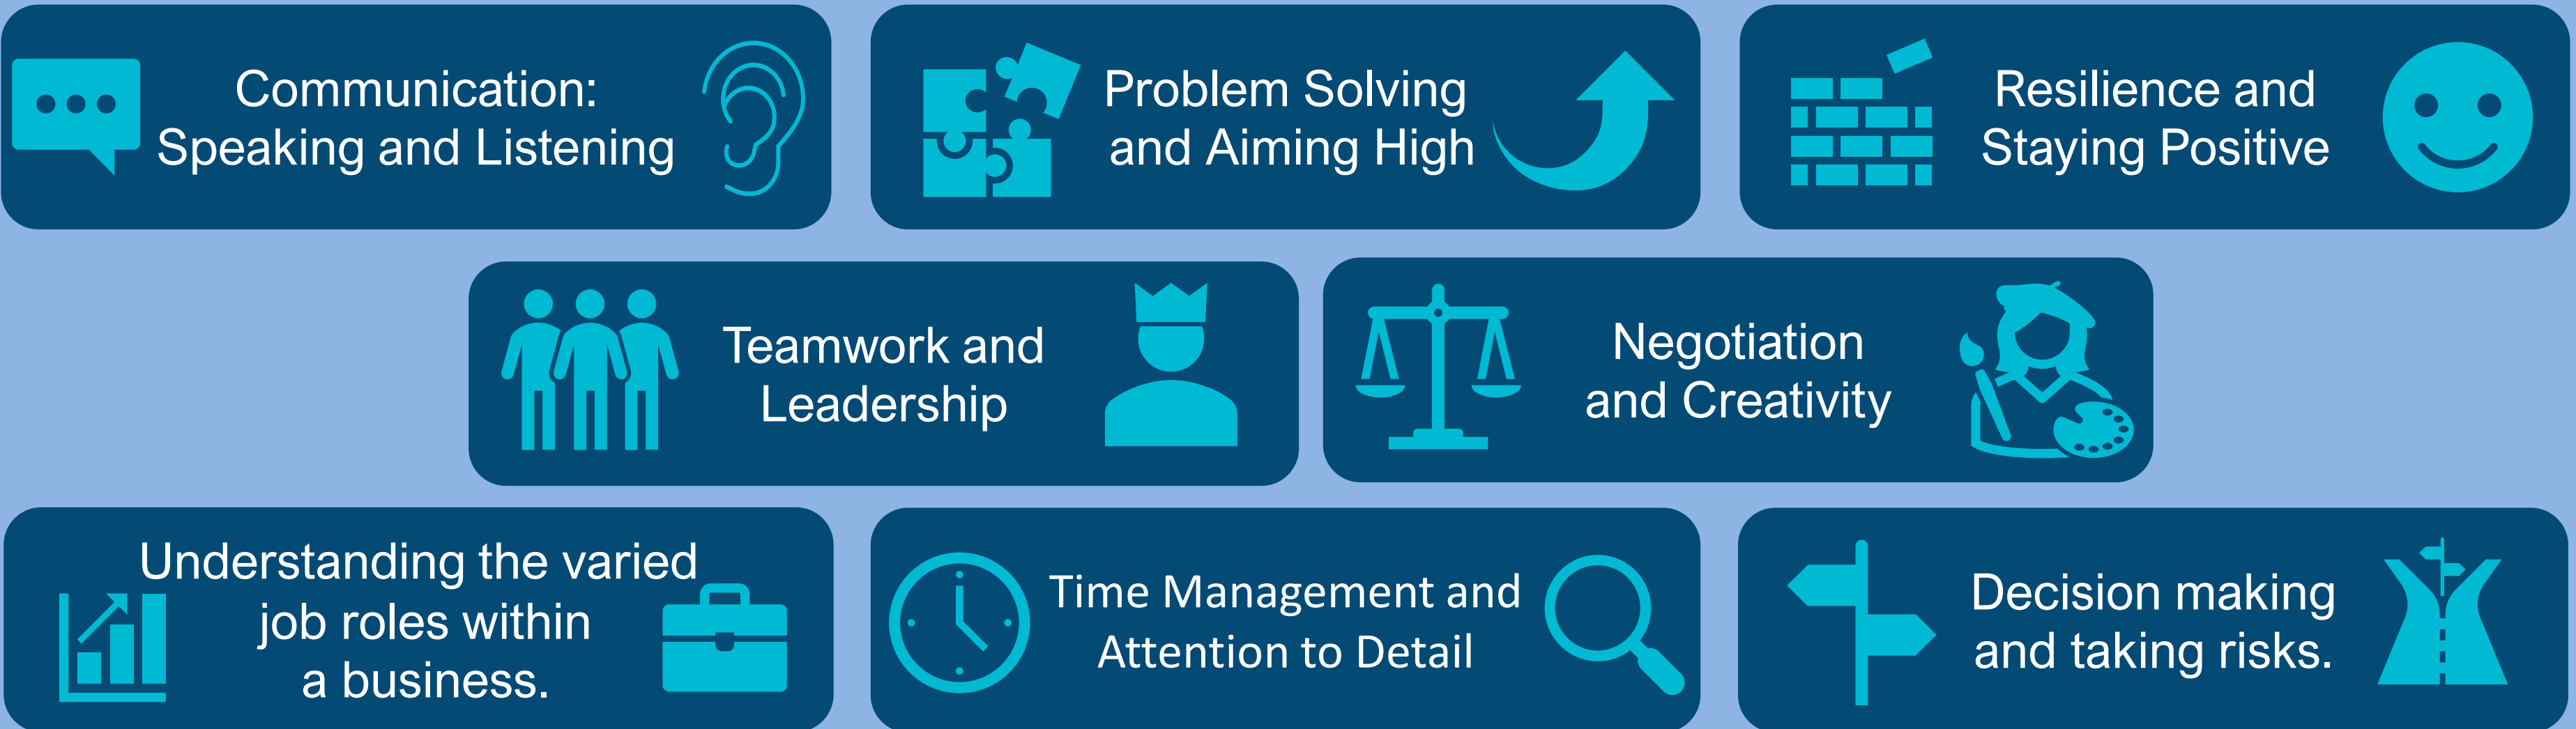 Communication:
Speaking and Listening
Problem Solving
and Aiming High
Resilience and
Staying Positive
Teamwork and
Leadership
Negotiation
and Creativity
Understanding the varied
job roles within
a business.
Time Management and
Attention to Detail
Decision making
and taking risks.